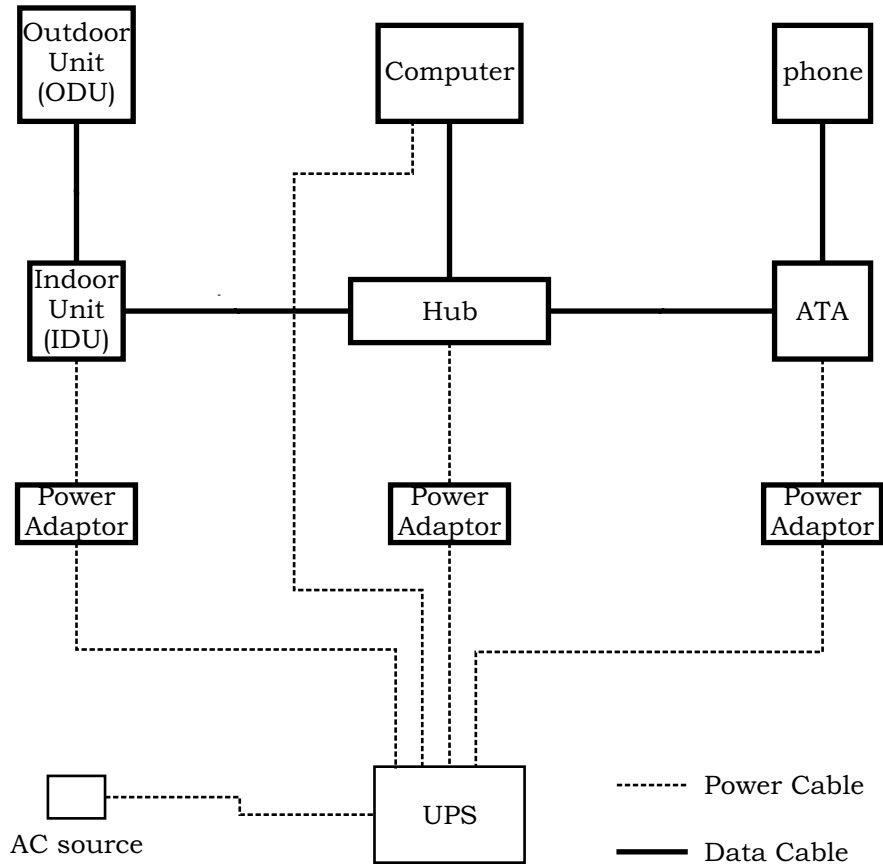 Outdoor
Unit
(ODU)
Computer
phone
Indoor
Unit
(IDU)
Hub
ATA
Power
Adaptor
Power
Adaptor
Power
Adaptor
UPS
AC source
Power Cable
Data Cable